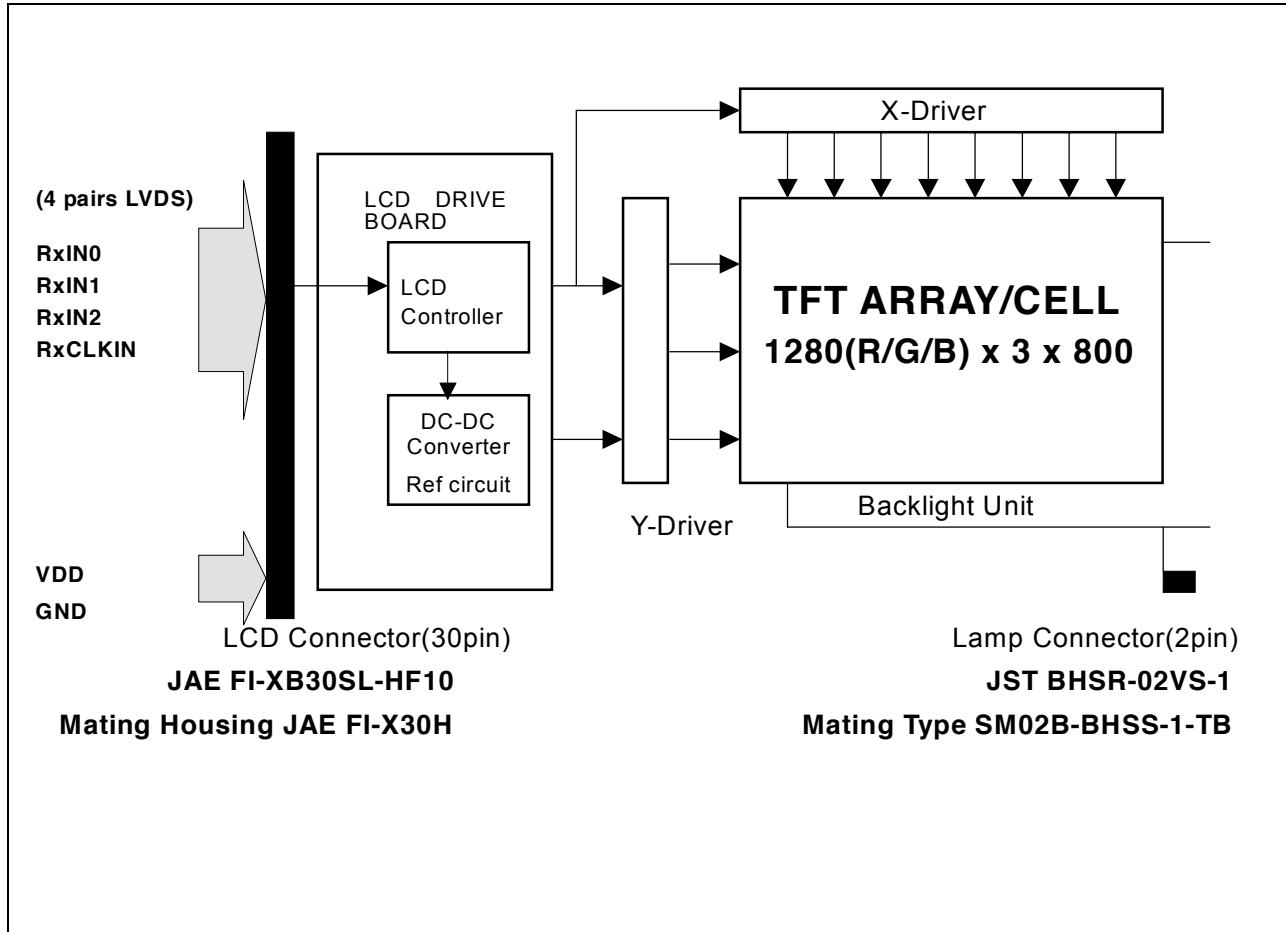 X-Driver
(4 pairs LVDS)
RxIN0
RxIN1
RxIN2
RxCLKIN
LCD DRIVE
BOARD
LCD
Controller
DC-DC
Converter
Ref circuit
TFT ARRAY/CELL
1280(R/G/B) x 3 x 800
Y-Driver
Backlight Unit
VDD
GND
LCD Connector(30pin)
JAE FI-XB30SL-HF10
Mating Housing JAE FI-X30H
Lamp Connector(2pin)
JST BHSR-02VS-1
Mating Type SM02B-BHSS-1-TB